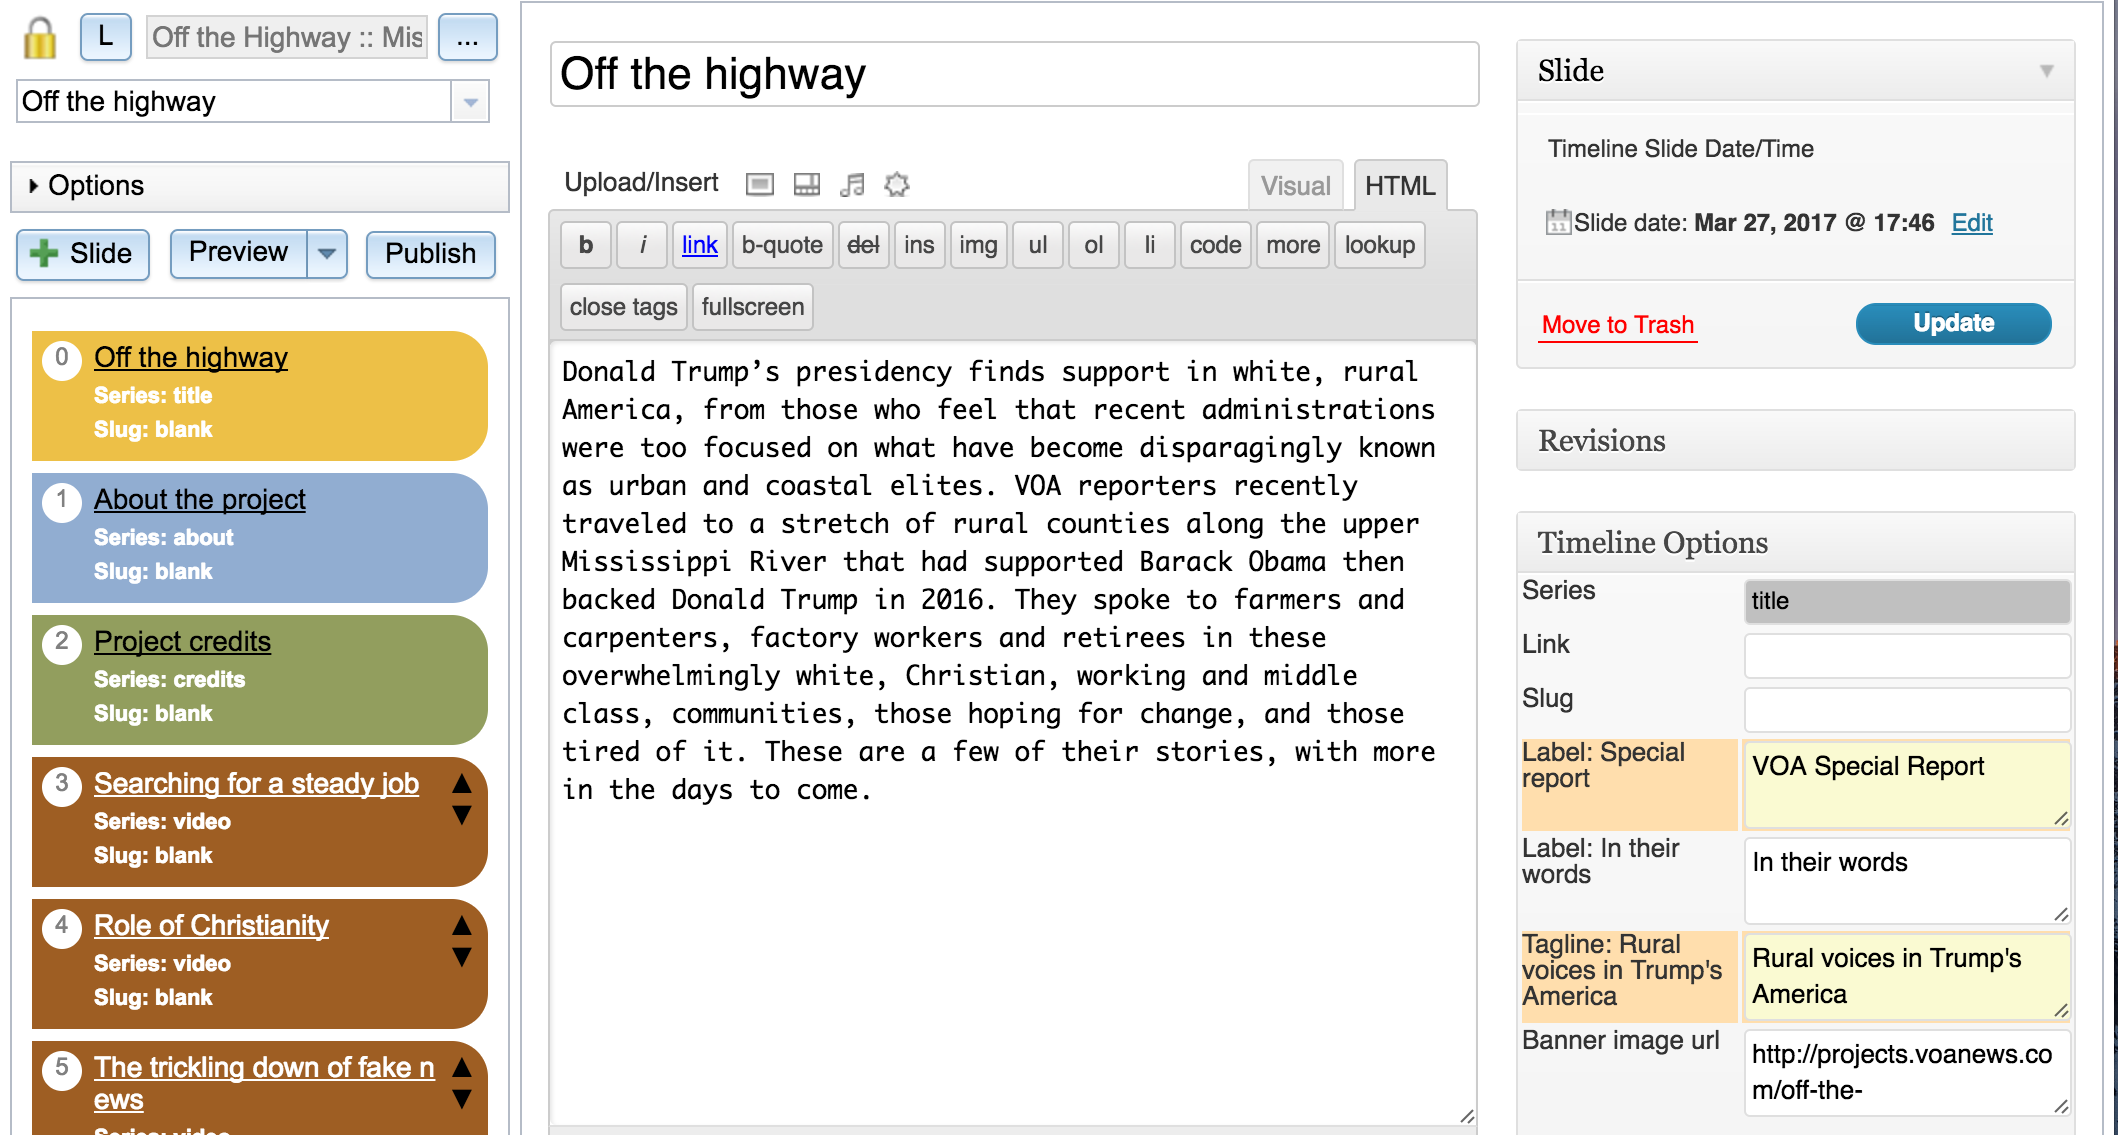 L
Off the Highway :: Mis
...
Off the highway
Options
Slide
Preview
Publish
0
Off the highway
Series: title
Slug: blank
1
About the project
Series: about
Slug: blank
2
Project credits
Series: credits
Slug: blank
3
Searching for a steady job
Series: video
Slug: blank
4
Role of Christianity
Series: video
Slug: blank
5
The trickling down of fake n
ews
Series: video
Off the highway
Upload/Insert
Visual
HTML
b
i
link
b-quote
del
ins
img
ul
ol
li
code
more
lookup
close tags
fullscreen
Donald Trump’s presidency finds support in white, rural
America, from those who feel that recent administrations
were too focused on what have become disparagingly known
as urban and coastal elites. VOA reporters recently
traveled to a stretch of rural counties along the upper
Mississippi River that had supported Barack Obama then
backed Donald Trump in 2016. They spoke to farmers and
carpenters, factory workers and retirees in these
overwhelmingly white, Christian, working and middle
class, communities, those hoping for change, and those
tired of it. These are a few of their stories, with more
in the days to come.
Slide
Timeline Slide Date/Time
11
Slide date: Mar 27, 2017 @ 17:46 Edit
Move to Trash
Update
Revisions
Timeline Options
Series
title
Link
Slug
Label: Special
report
VOA Special Report
Label: In their
words
In their words
Tagline: Rural
voices in Trump's
America
Rural voices in Trump's
America
Banner image url
http://projects.voanews.co
m/off-the-